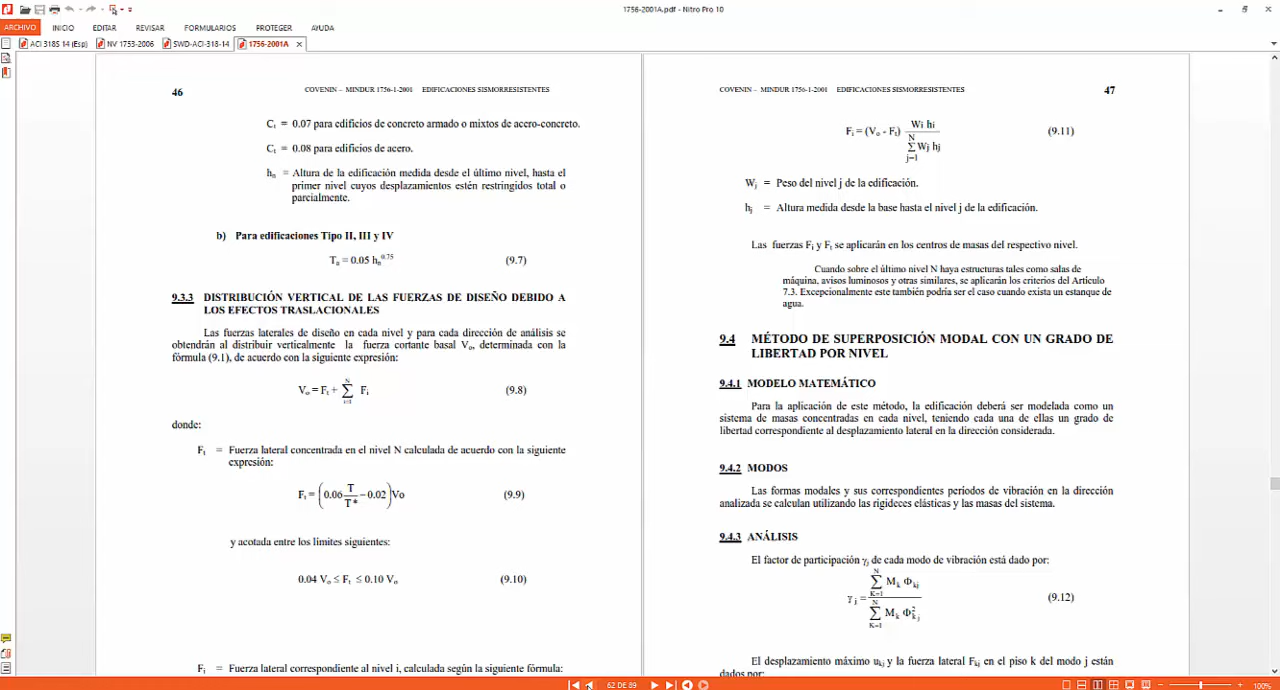 1756-2001A.pdf - Nitro Pro 10
ARCHIVO INICIO EDITAR REVISAR FORMULARIOS PROTEGER AYUDA
ACI 318S 14 (Esp) NV 1753-2006 SWD-ACI-318-14 1756-2001A
46 COVENIN – MINDUR 1756-1-2001 EDIFICACIONES SISMORRESISTENTES
Ct = 0.07 para edificios de concreto armado o mixtos de acero-concreto.
Ct = 0.08 para edificios de acero.
hn = Altura de la edificación medida desde el último nivel, hasta el
primer nivel cuyos desplazamientos estén restringidos total o
parcialmente.
b) Para edificaciones Tipo II, III y IV
Ta = 0.05 hn^0.75 (9.7)
9.3.3 DISTRIBUCIÓN VERTICAL DE LAS FUERZAS DE DISEÑO DEBIDO A
LOS EFECTOS TRASLACIONALES
Las fuerzas laterales de diseño en cada nivel y para cada dirección de análisis se
obtendrán al distribuir verticalmente la fuerza cortante basal Vo, determinada con la
fórmula (9.1), de acuerdo con la siguiente expresión:
Vo = Ft + N Σ i=1 Fi (9.8)
donde:
Ft = Fuerza lateral concentrada en el nivel N calculada de acuerdo con la siguiente
expresión:
Ft = (0.06 T/T* − 0.02) Vo (9.9)
y acotada entre los límites siguientes:
0.04 Vo ≤ Ft ≤ 0.10 Vo (9.10)
Fi = Fuerza lateral correspondiente al nivel i, calculada según la siguiente fórmula:
COVENIN – MINDUR 1756-1-2001 EDIFICACIONES SISMORRESISTENTES 47
Fi = (Vo - Ft) Wi hi / N Σ j=1 Wj hj (9.11)
Wj = Peso del nivel j de la edificación.
hj = Altura medida desde la base hasta el nivel j de la edificación.
Las fuerzas Fi y Ft se aplicarán en los centros de masas del respectivo nivel.
Cuando sobre el último nivel N haya estructuras tales como salas de
máquina, avisos luminosos y otras similares, se aplicarán los criterios del Artículo
7.3. Excepcionalmente este también podría ser el caso cuando exista un estanque de
agua.
9.4 MÉTODO DE SUPERPOSICIÓN MODAL CON UN GRADO DE
LIBERTAD POR NIVEL
9.4.1 MODELO MATEMÁTICO
Para la aplicación de este método, la edificación deberá ser modelada como un
sistema de masas concentradas en cada nivel, teniendo cada una de ellas un grado de
libertad correspondiente al desplazamiento lateral en la dirección considerada.
9.4.2 MODOS
Las formas modales y sus correspondientes períodos de vibración en la dirección
analizada se calculan utilizando las rigideces elásticas y las masas del sistema.
9.4.3 ANÁLISIS
El factor de participación γj de cada modo de vibración está dado por:
γj = N Σ K=1 Mk Φkj / N Σ K=1 Mk Φ²kj (9.12)
El desplazamiento máximo ukj y la fuerza lateral Fkj en el piso k del modo j están
dados por:
62 DE 89 100%